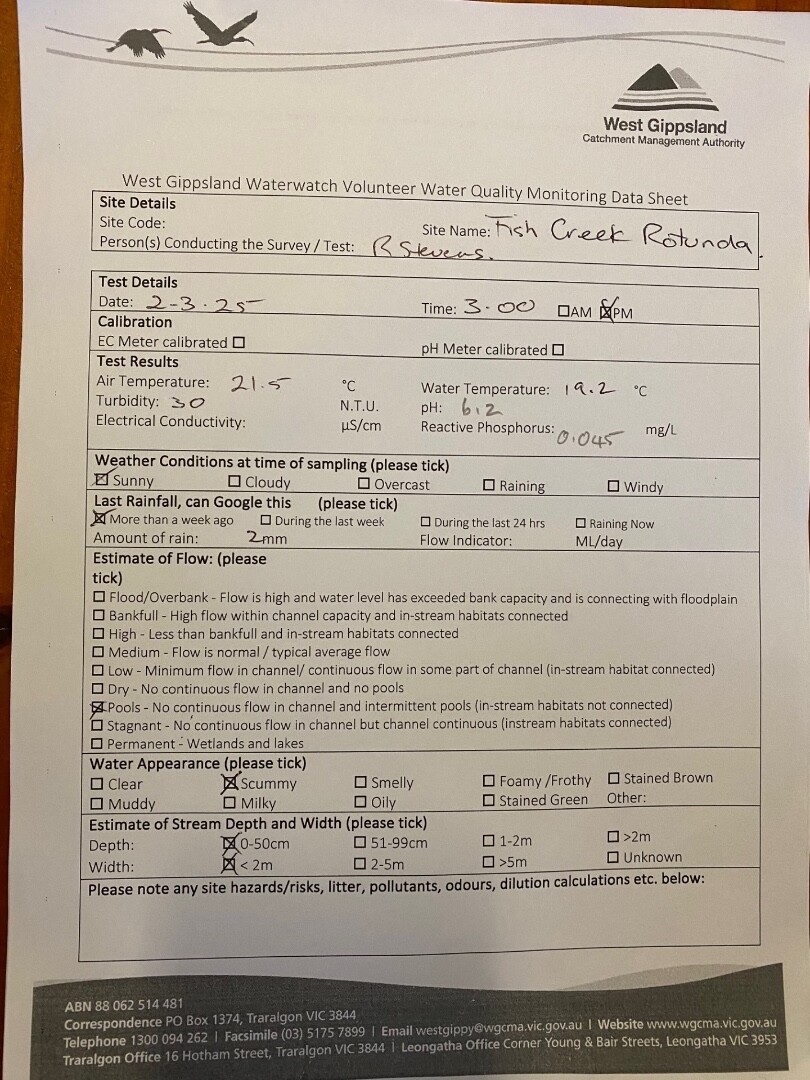 West Gippsland
Catchment Management Authority
West Gippsland Waterwatch Volunteer Water Quality Monitoring Data Sheet
Site Details
Site Code: Site Name: Fish Creek Rotunda.
Person(s) Conducting the Survey / Test: R Stevens.
Test Details
Date: 2-3.25 Time: 3.00 ☐AM ☒PM
Calibration
EC Meter calibrated ☐ pH Meter calibrated ☐
Test Results
Air Temperature: 21.5 °C Water Temperature: 19.2 °C
Turbidity: 30 N.T.U. pH: 6.2
Electrical Conductivity: µS/cm Reactive Phosphorus: 0.045 mg/L
Weather Conditions at time of sampling (please tick)
☒ Sunny ☐ Cloudy ☐ Overcast ☐ Raining ☐ Windy
Last Rainfall, can Google this (please tick)
☒ More than a week ago ☐ During the last week ☐ During the last 24 hrs ☐ Raining Now
Amount of rain: 2mm Flow Indicator: ML/day
Estimate of Flow: (please
tick)
☐ Flood/Overbank - Flow is high and water level has exceeded bank capacity and is connecting with floodplain
☐ Bankfull - High flow within channel capacity and in-stream habitats connected
☐ High - Less than bankfull and in-stream habitats connected
☐ Medium - Flow is normal / typical average flow
☐ Low - Minimum flow in channel/ continuous flow in some part of channel (in-stream habitat connected)
☐ Dry - No continuous flow in channel and no pools
☒ Pools - No continuous flow in channel and intermittent pools (in-stream habitats not connected)
☐ Stagnant - No continuous flow in channel but channel continuous (instream habitats connected)
☐ Permanent - Wetlands and lakes
Water Appearance (please tick)
☐ Clear ☒ Scummy ☐ Smelly ☐ Foamy /Frothy ☐ Stained Brown
☐ Muddy ☐ Milky ☐ Oily ☐ Stained Green Other:
Estimate of Stream Depth and Width (please tick)
Depth: ☒ 0-50cm ☐ 51-99cm ☐ 1-2m ☐ >2m
Width: ☒ < 2m ☐ 2-5m ☐ >5m ☐ Unknown
Please note any site hazards/risks, litter, pollutants, odours, dilution calculations etc. below:
ABN 88 062 514 481
Correspondence PO Box 1374, Traralgon VIC 3844
Telephone 1300 094 262 | Facsimile (03) 5175 7899 | Email westgippy@wgcma.vic.gov.au | Website www.wgcma.vic.gov.au
Traralgon Office 16 Hotham Street, Traralgon VIC 3844 | Leongatha Office Corner Young & Bair Streets, Leongatha VIC 3953